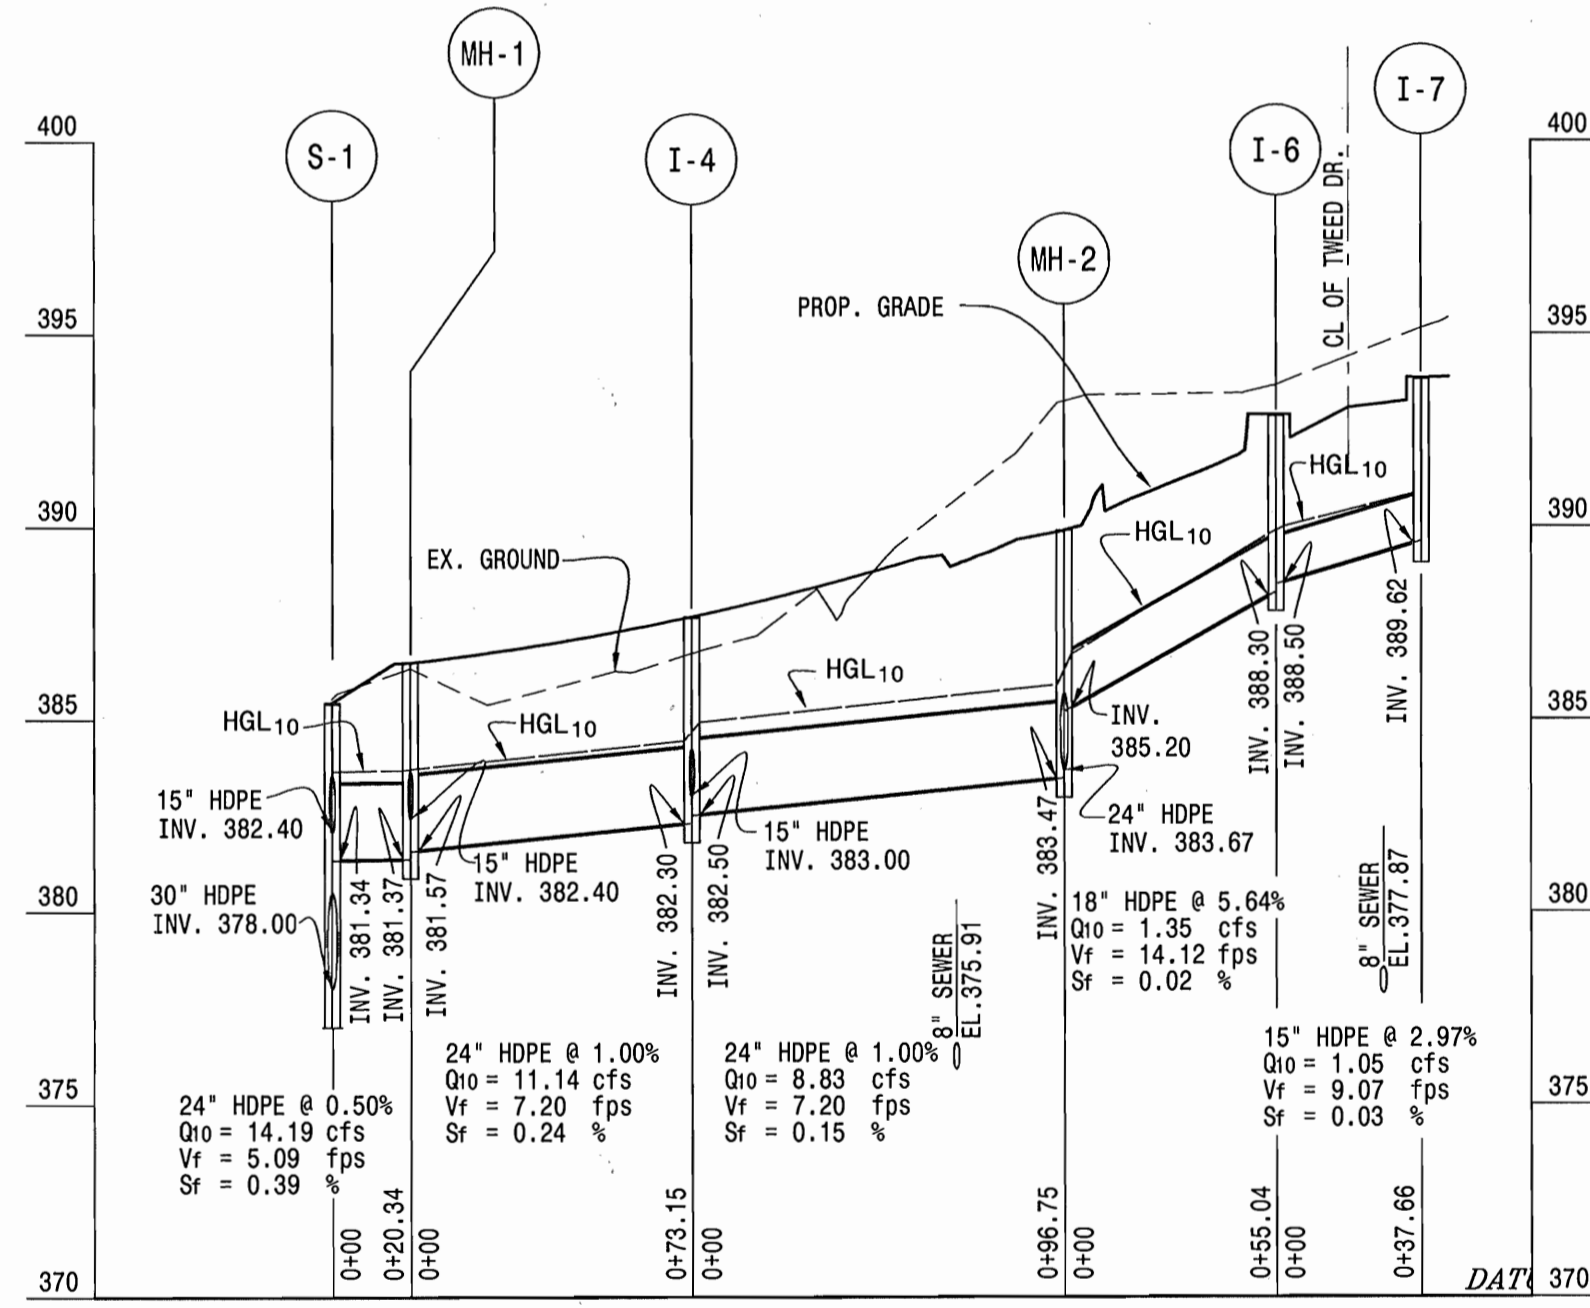 MH-1
S-1
I-4
MH-2
I-6
I-7
CL OF TWEED DR.
400
395
390
385
380
375
370
400
395
390
385
380
375
370
PROP. GRADE
EX. GROUND
HGL10
HGL10
HGL10
HGL10
HGL10
15" HDPE
INV. 382.40
30" HDPE
INV. 378.00
INV. 381.34
INV. 381.37
INV. 381.57
15" HDPE
INV. 382.40
INV. 382.30
INV. 382.50
15" HDPE
INV. 383.00
INV. 383.47
INV.
385.20
24" HDPE
INV. 383.67
INV. 388.30
INV. 388.50
INV. 389.62
8" SEWER
EL.375.91
8" SEWER
EL.377.87
24" HDPE @ 0.50%
Q10 = 14.19 cfs
Vf = 5.09 fps
Sf = 0.39 %
24" HDPE @ 1.00%
Q10 = 11.14 cfs
Vf = 7.20 fps
Sf = 0.24 %
24" HDPE @ 1.00%
Q10 = 8.83 cfs
Vf = 7.20 fps
Sf = 0.15 %
18" HDPE @ 5.64%
Q10 = 1.35 cfs
Vf = 14.12 fps
Sf = 0.02 %
15" HDPE @ 2.97%
Q10 = 1.05 cfs
Vf = 9.07 fps
Sf = 0.03 %
0+00
0+20.34
0+00
0+73.15
0+00
0+96.75
0+00
0+55.04
0+00
0+37.66